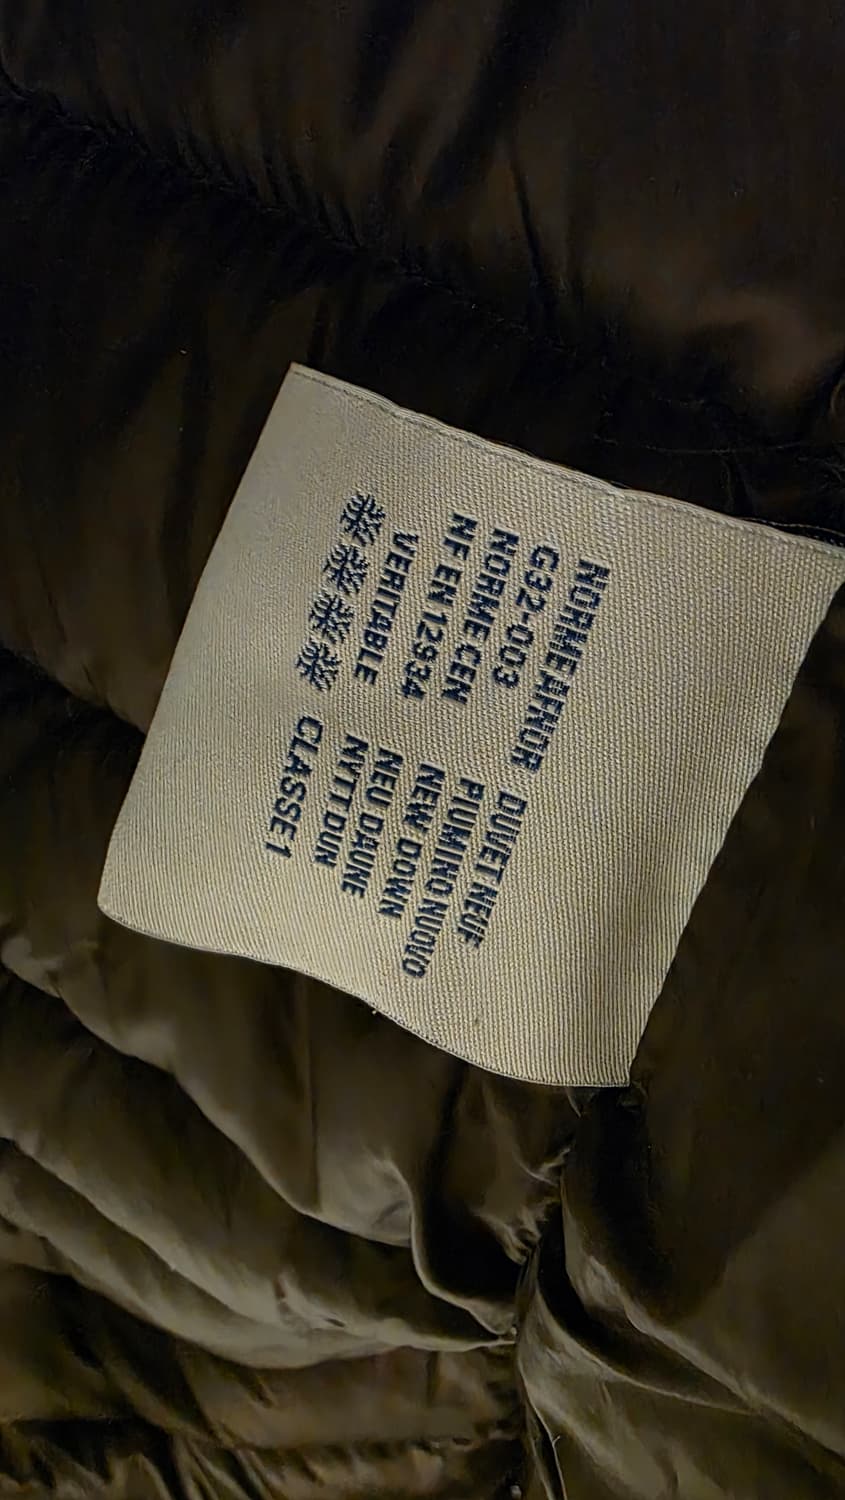 NORME AFNOR
G32-003
NORME CEN
NF EN 12934
VERITABLE
DUVET NEUF
PIUMINO NUOVO
NEW DOWN
NEU DAUNE
NYTT DUN
CLASSE 1